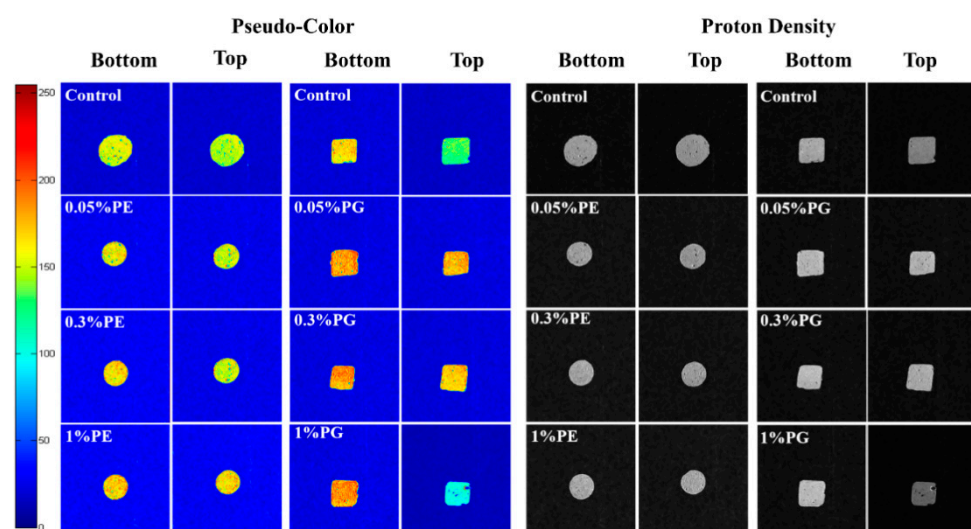 Pseudo-Color Proton Density
Bottom Top Bottom Top Bottom Top Bottom Top
250
200
150
100
50
0
Control Control Control Control
0.05%PE 0.05%PG 0.05%PE 0.05%PG
0.3%PE 0.3%PG 0.3%PE 0.3%PG
1%PE 1%PG 1%PE 1%PG